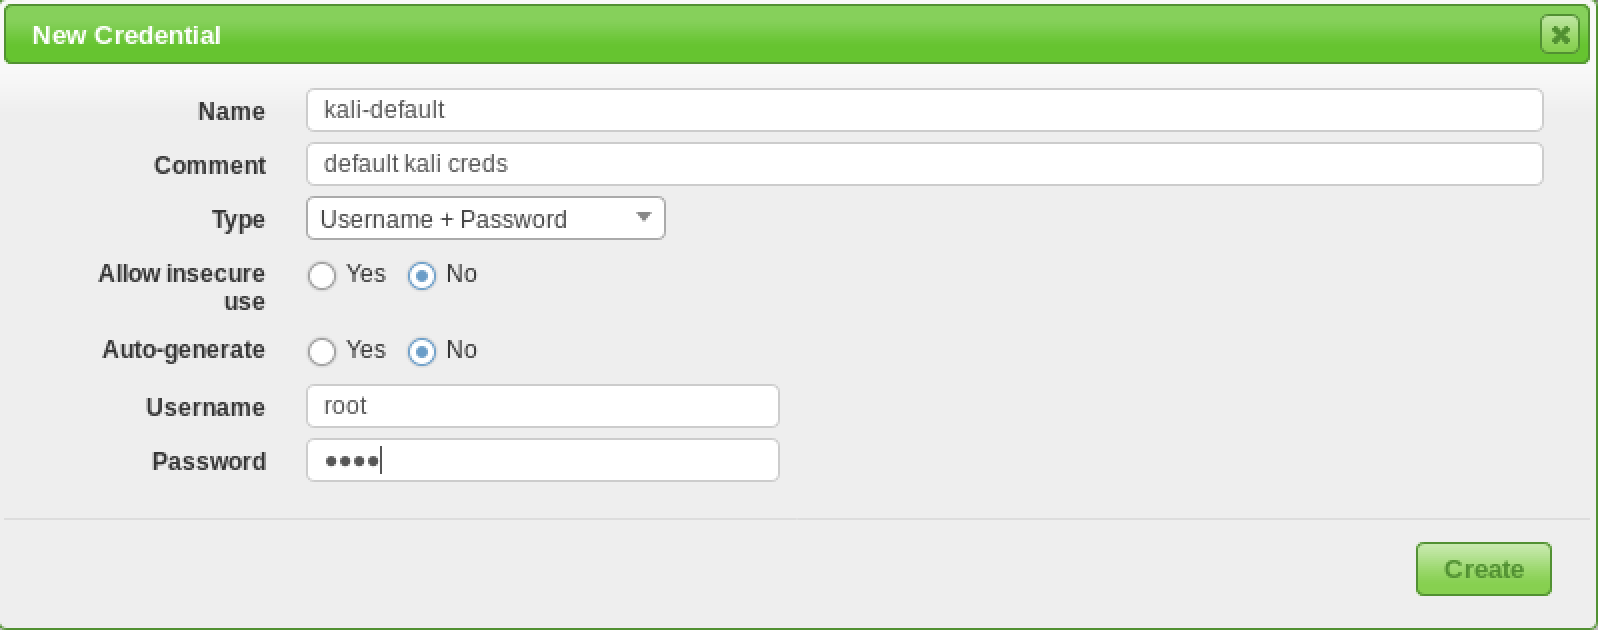 New Credential
Name kali-default
Comment default kali creds
Type Username + Password
Allow insecure use Yes No
Auto-generate Yes No
Username root
Password ••••
Create